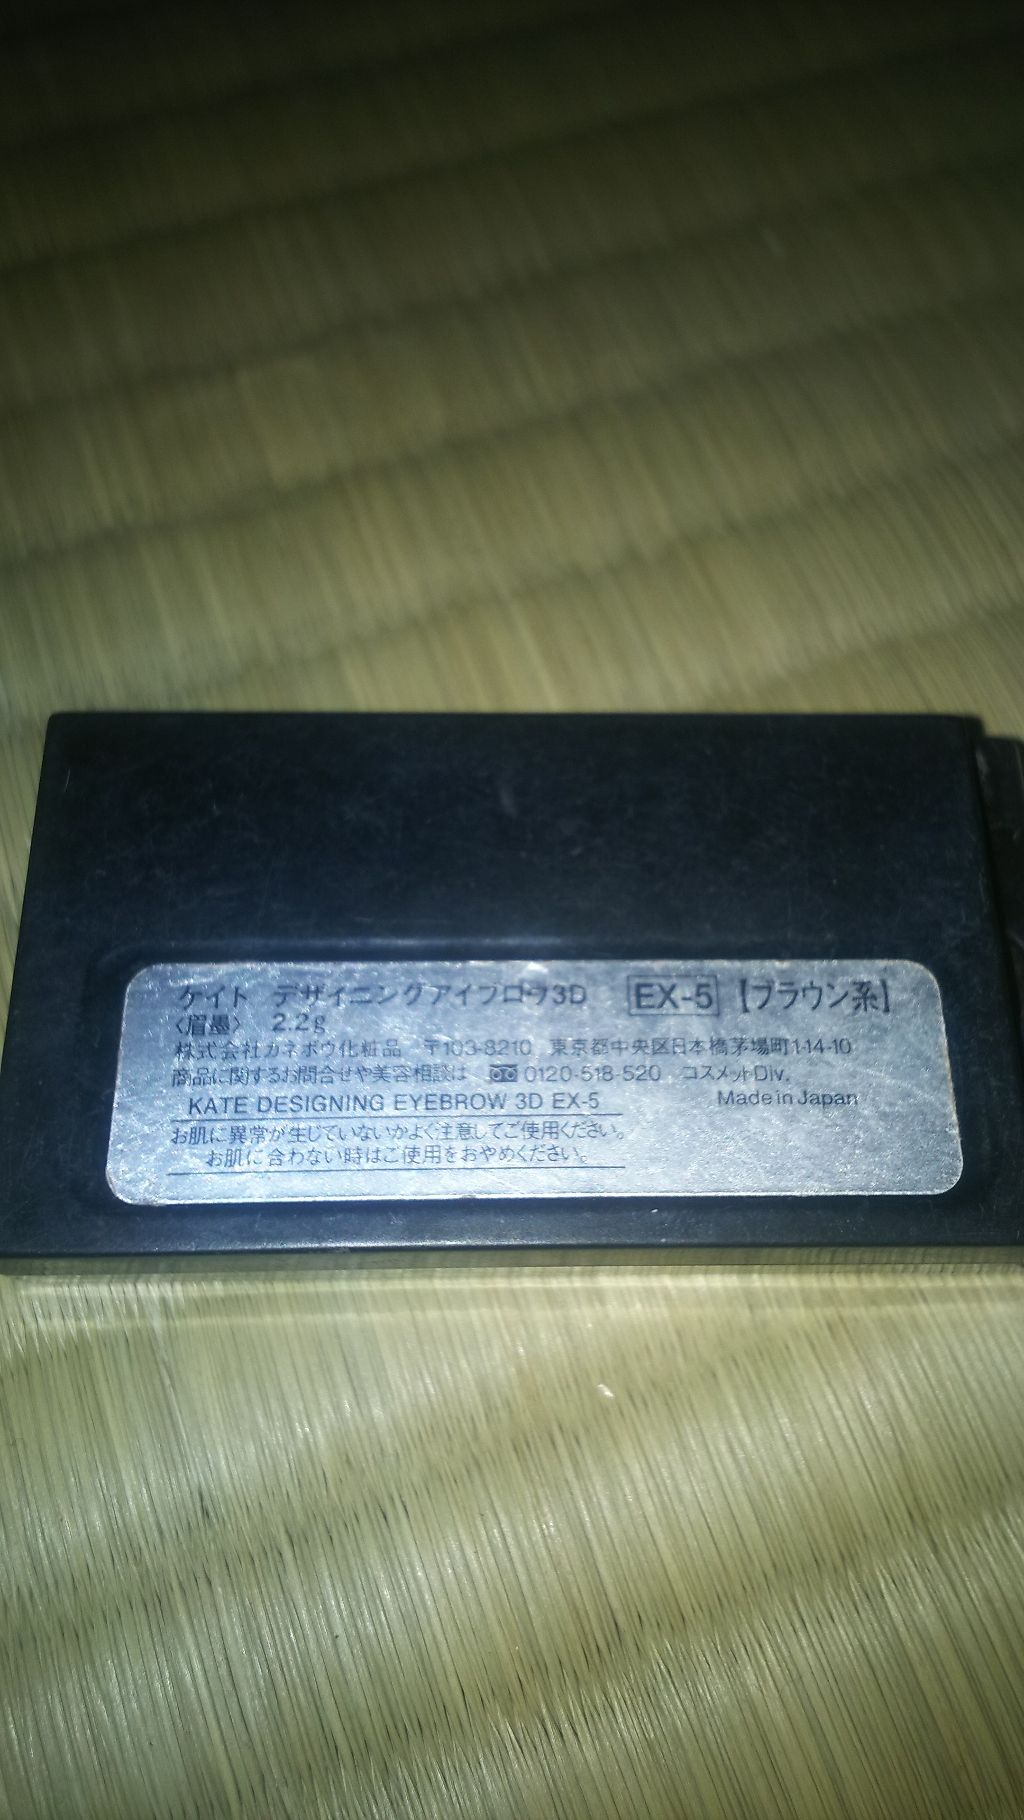 ケイト デザイニングアイブロウ3D EX-5 【ブラウン系】
〈眉墨〉 2.2g
株式会社カネボウ化粧品 〒103-8210 東京都中央区日本橋茅場町1-14-10
商品に関するお問合せや美容相談は 0120-518-520 コスメットDiv.
KATE DESIGNING EYEBROW 3D EX-5 Made in Japan
お肌に異常が生じていないかよく注意してご使用ください。
お肌に合わない時はご使用をおやめください。